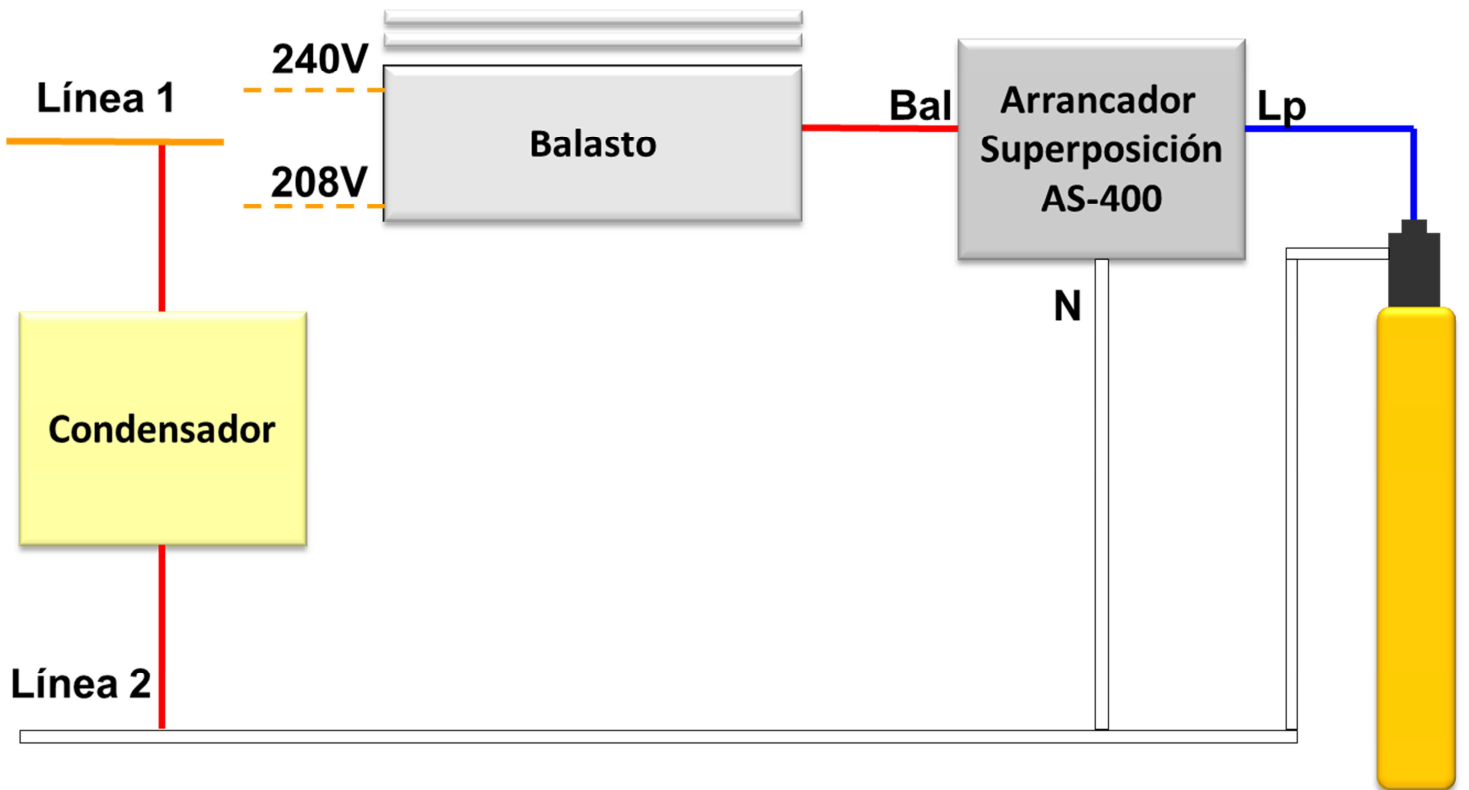 240V
Línea 1
208V
Balasto
Bal
Arrancador
Superposición
AS-400
Lp
N
Condensador
Línea 2